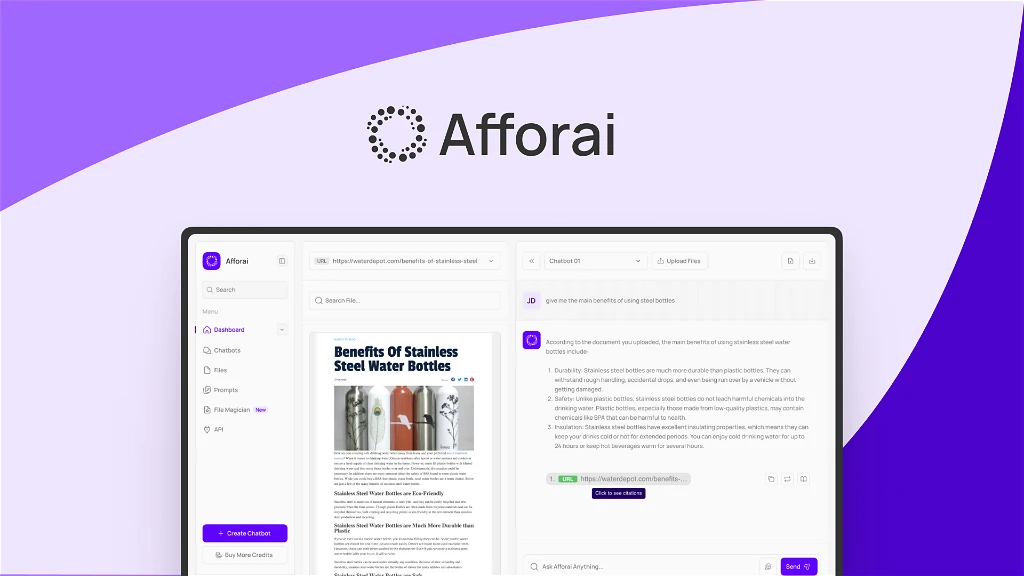 Afforai
Afforai
Search
Menu
Dashboard
Chatbots
Files
Prompts
File Magician New
API
+ Create Chatbot
Buy More Credits
URL https://waterdepot.com/benefits-of-stainless-steel
Search File...
Benefits Of Stainless
Steel Water Bottles
Stainless Steel Water Bottles are Eco-Friendly
Stainless Steel Water Bottles are Much More Durable than
Plastic
Stainless Steel Water Bottles are Safe
Chatbot 01
Upload Files
JD give me the main benefits of using steel bottles
According to the document you uploaded, the main benefits of using stainless steel water
bottles include-
1. Durability: Stainless steel bottles are much more durable than plastic bottles. They can
withstand rough handling, accidental drops, and even being run over by a vehicle without
getting damaged.
2. Safety: Unlike plastic bottles, stainless steel bottles do not leach harmful chemicals into the
drinking water. Plastic bottles, especially those made from low-quality plastics, may contain
chemicals like BPA that can be harmful to health.
3. Insulation: Stainless steel bottles have excellent insulating properties, which means they can
keep your drinks cold or hot for extended periods. You can enjoy cold drinking water for up to
24 hours or keep hot beverages warm for several hours.
1. URL https://waterdepot.com/benefits-...
Click to see citations
Ask Afforai Anything...
Send